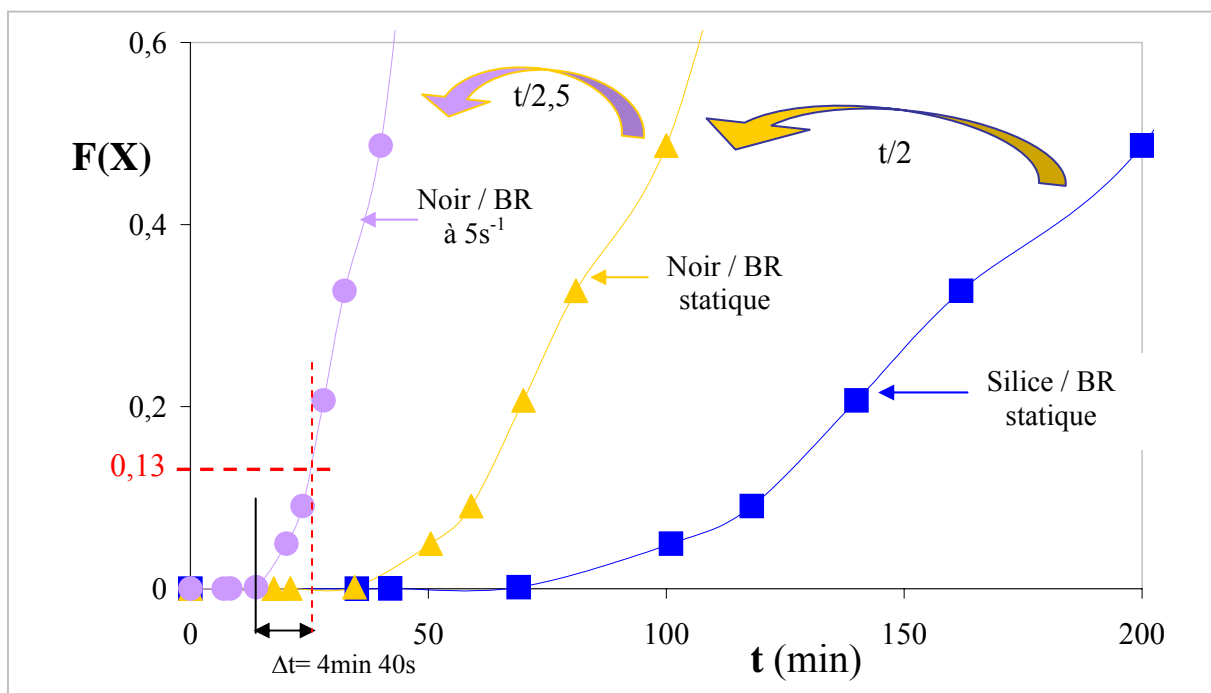 0,6
t/2,5
F(X)
t/2
Noir / BR
à 5s⁻¹
0,4
Noir / BR
statique
Silice / BR
statique
0,2
0,13
0
0
50
100
150
200
Δt= 4min 40s
t (min)